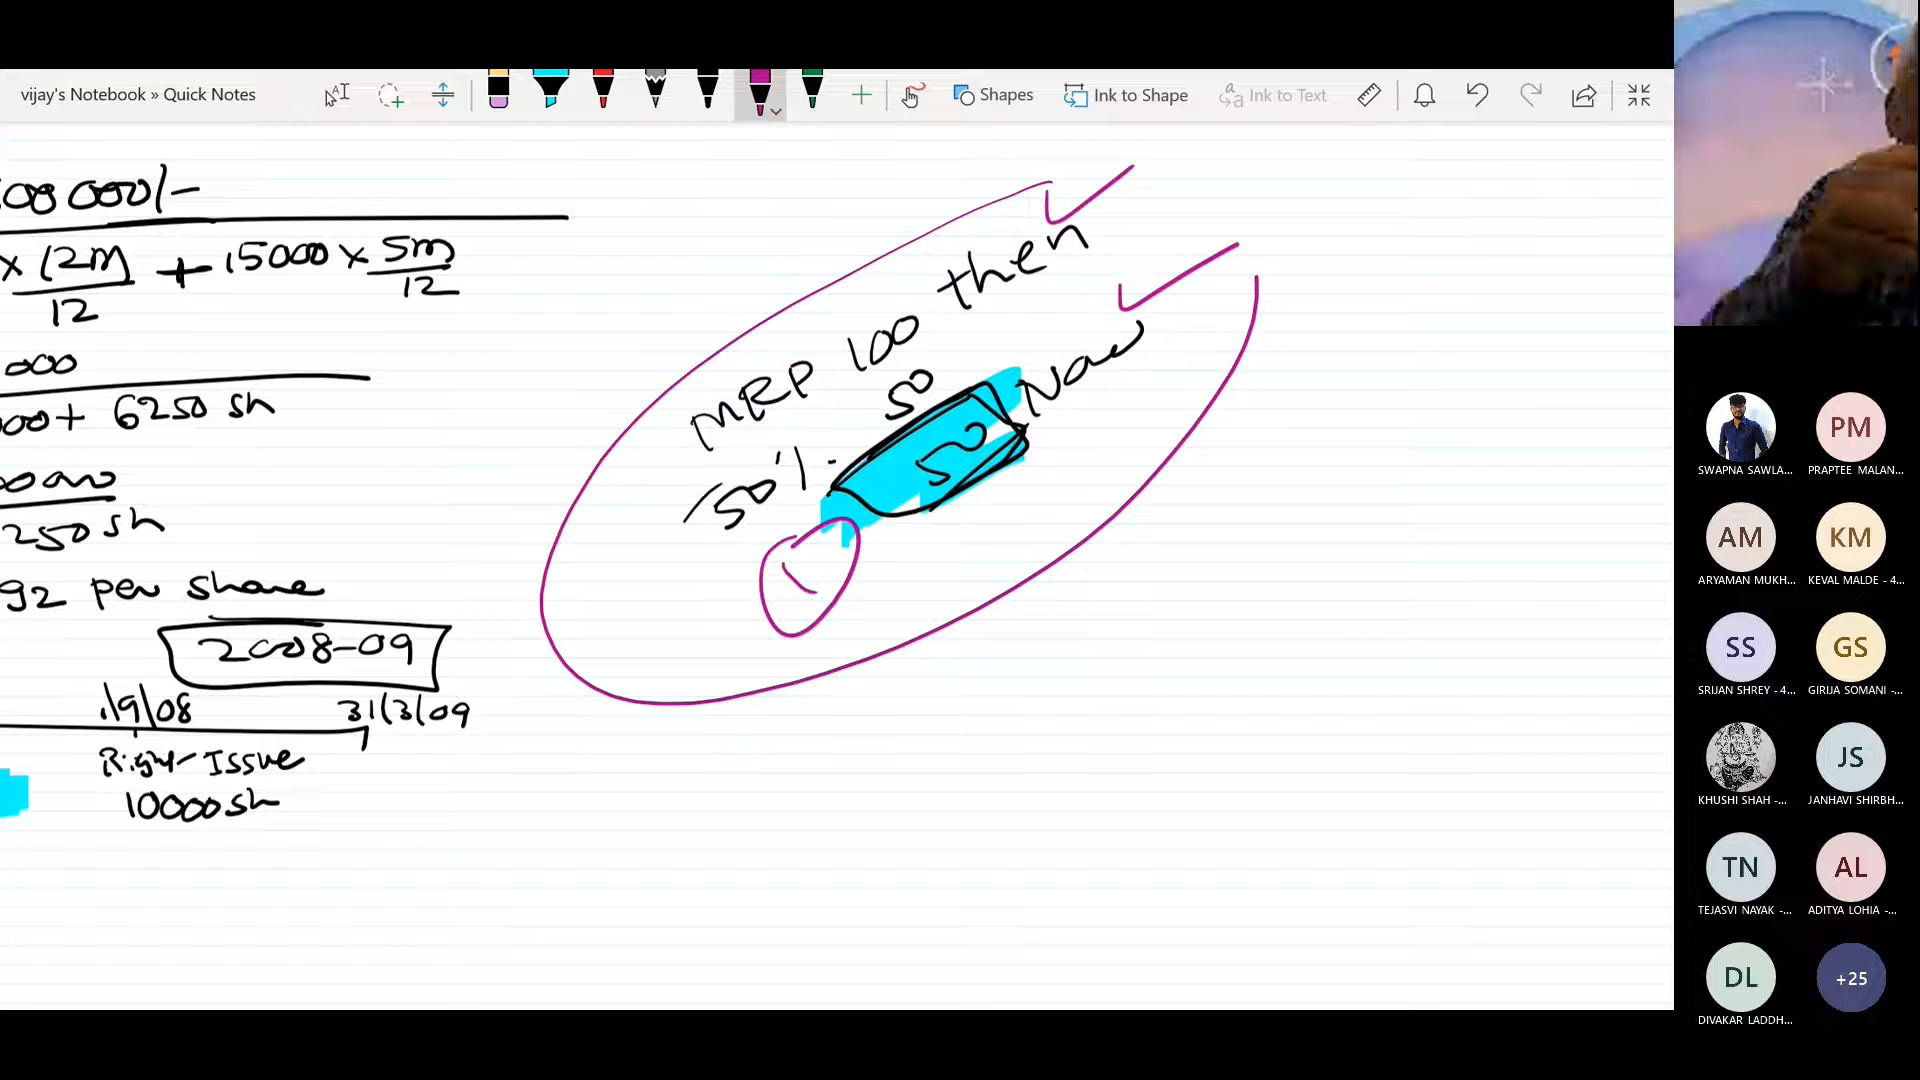 vijay's Notebook » Quick Notes
Shapes
Ink to Shape
Ink to Text
08000/-
x 12m/12 + 15000 x 5m/12
000
000+ 6250 sh
250 sh
92 per share
2008-09
1/9/08
31/3/09
Right Issue
10000 sh
MRP 100 then
50
50% 50 Now
SWAPNA SAWLA...
PM
PRAPTEE MALAN...
AM
ARYAMAN MUKH...
KM
KEVAL MALDE - 4...
SS
SRIJAN SHREY - 4...
GS
GIRIJA SOMANI -...
KHUSHI SHAH -...
JS
JANHAVI SHIRBH...
TN
TEJASVI NAYAK -...
AL
ADITYA LOHIA -...
DL
DIVAKAR LADDH...
+25